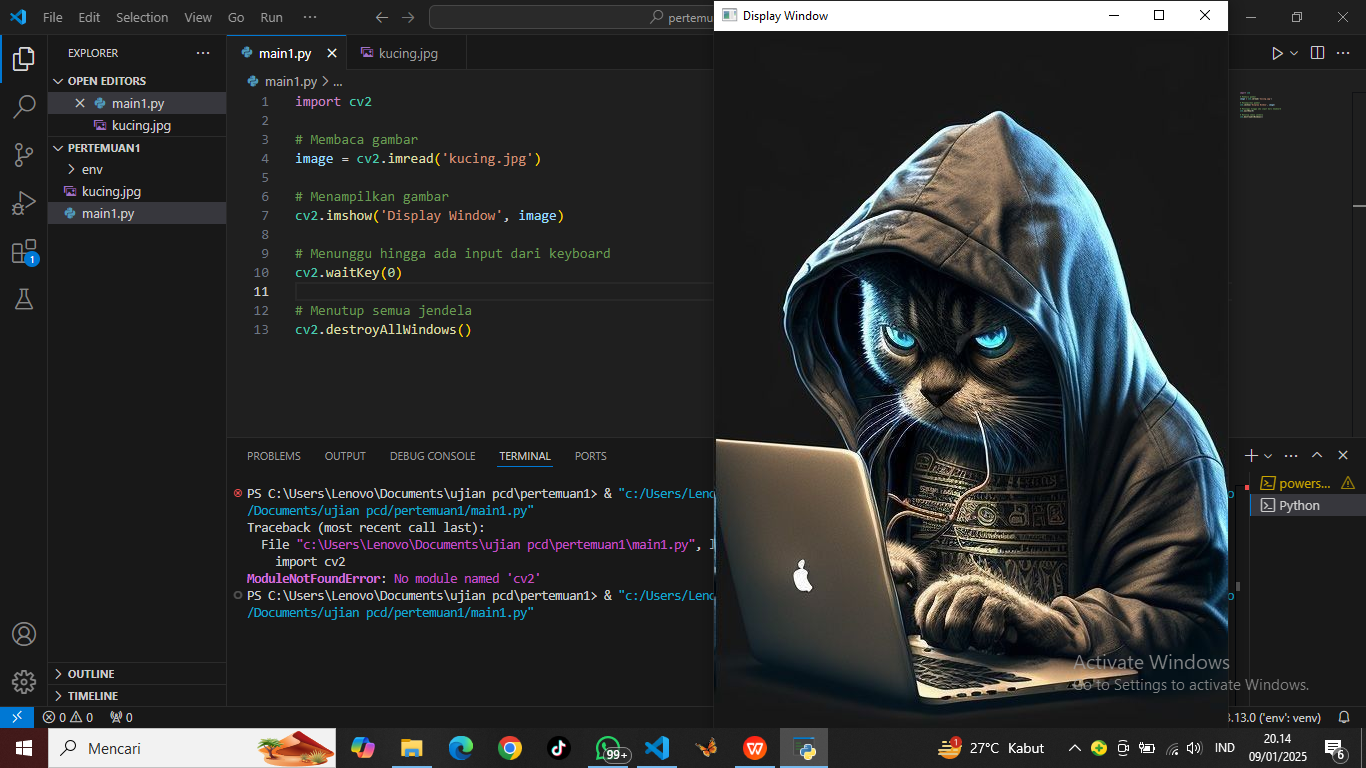 File Edit Selection View Go Run ··· pertemu
Display Window
EXPLORER
OPEN EDITORS
main1.py
kucing.jpg
PERTEMUAN1
env
kucing.jpg
main1.py
OUTLINE
TIMELINE
main1.py kucing.jpg
main1.py > ...
1 import cv2
2
3 # Membaca gambar
4 image = cv2.imread('kucing.jpg')
5
6 # Menampilkan gambar
7 cv2.imshow('Display Window', image)
8
9 # Menunggu hingga ada input dari keyboard
10 cv2.waitKey(0)
11
12 # Menutup semua jendela
13 cv2.destroyAllWindows()
PROBLEMS OUTPUT DEBUG CONSOLE TERMINAL PORTS
PS C:\Users\Lenovo\Documents\ujian pcd\pertemuan1> & "c:/Users/Leno
/Documents/ujian pcd/pertemuan1/main1.py"
Traceback (most recent call last):
File "c:\Users\Lenovo\Documents\ujian pcd\pertemuan1\main1.py", l
import cv2
ModuleNotFoundError: No module named 'cv2'
PS C:\Users\Lenovo\Documents\ujian pcd\pertemuan1> & "c:/Users/Leno
/Documents/ujian pcd/pertemuan1/main1.py"
powers...
Python
1
Activate Windows
Go to Settings to activate Windows.
0 0 0
3.13.0 ('env': venv)
Mencari
99+
1
27°C Kabut
IND
20.14
09/01/2025
6